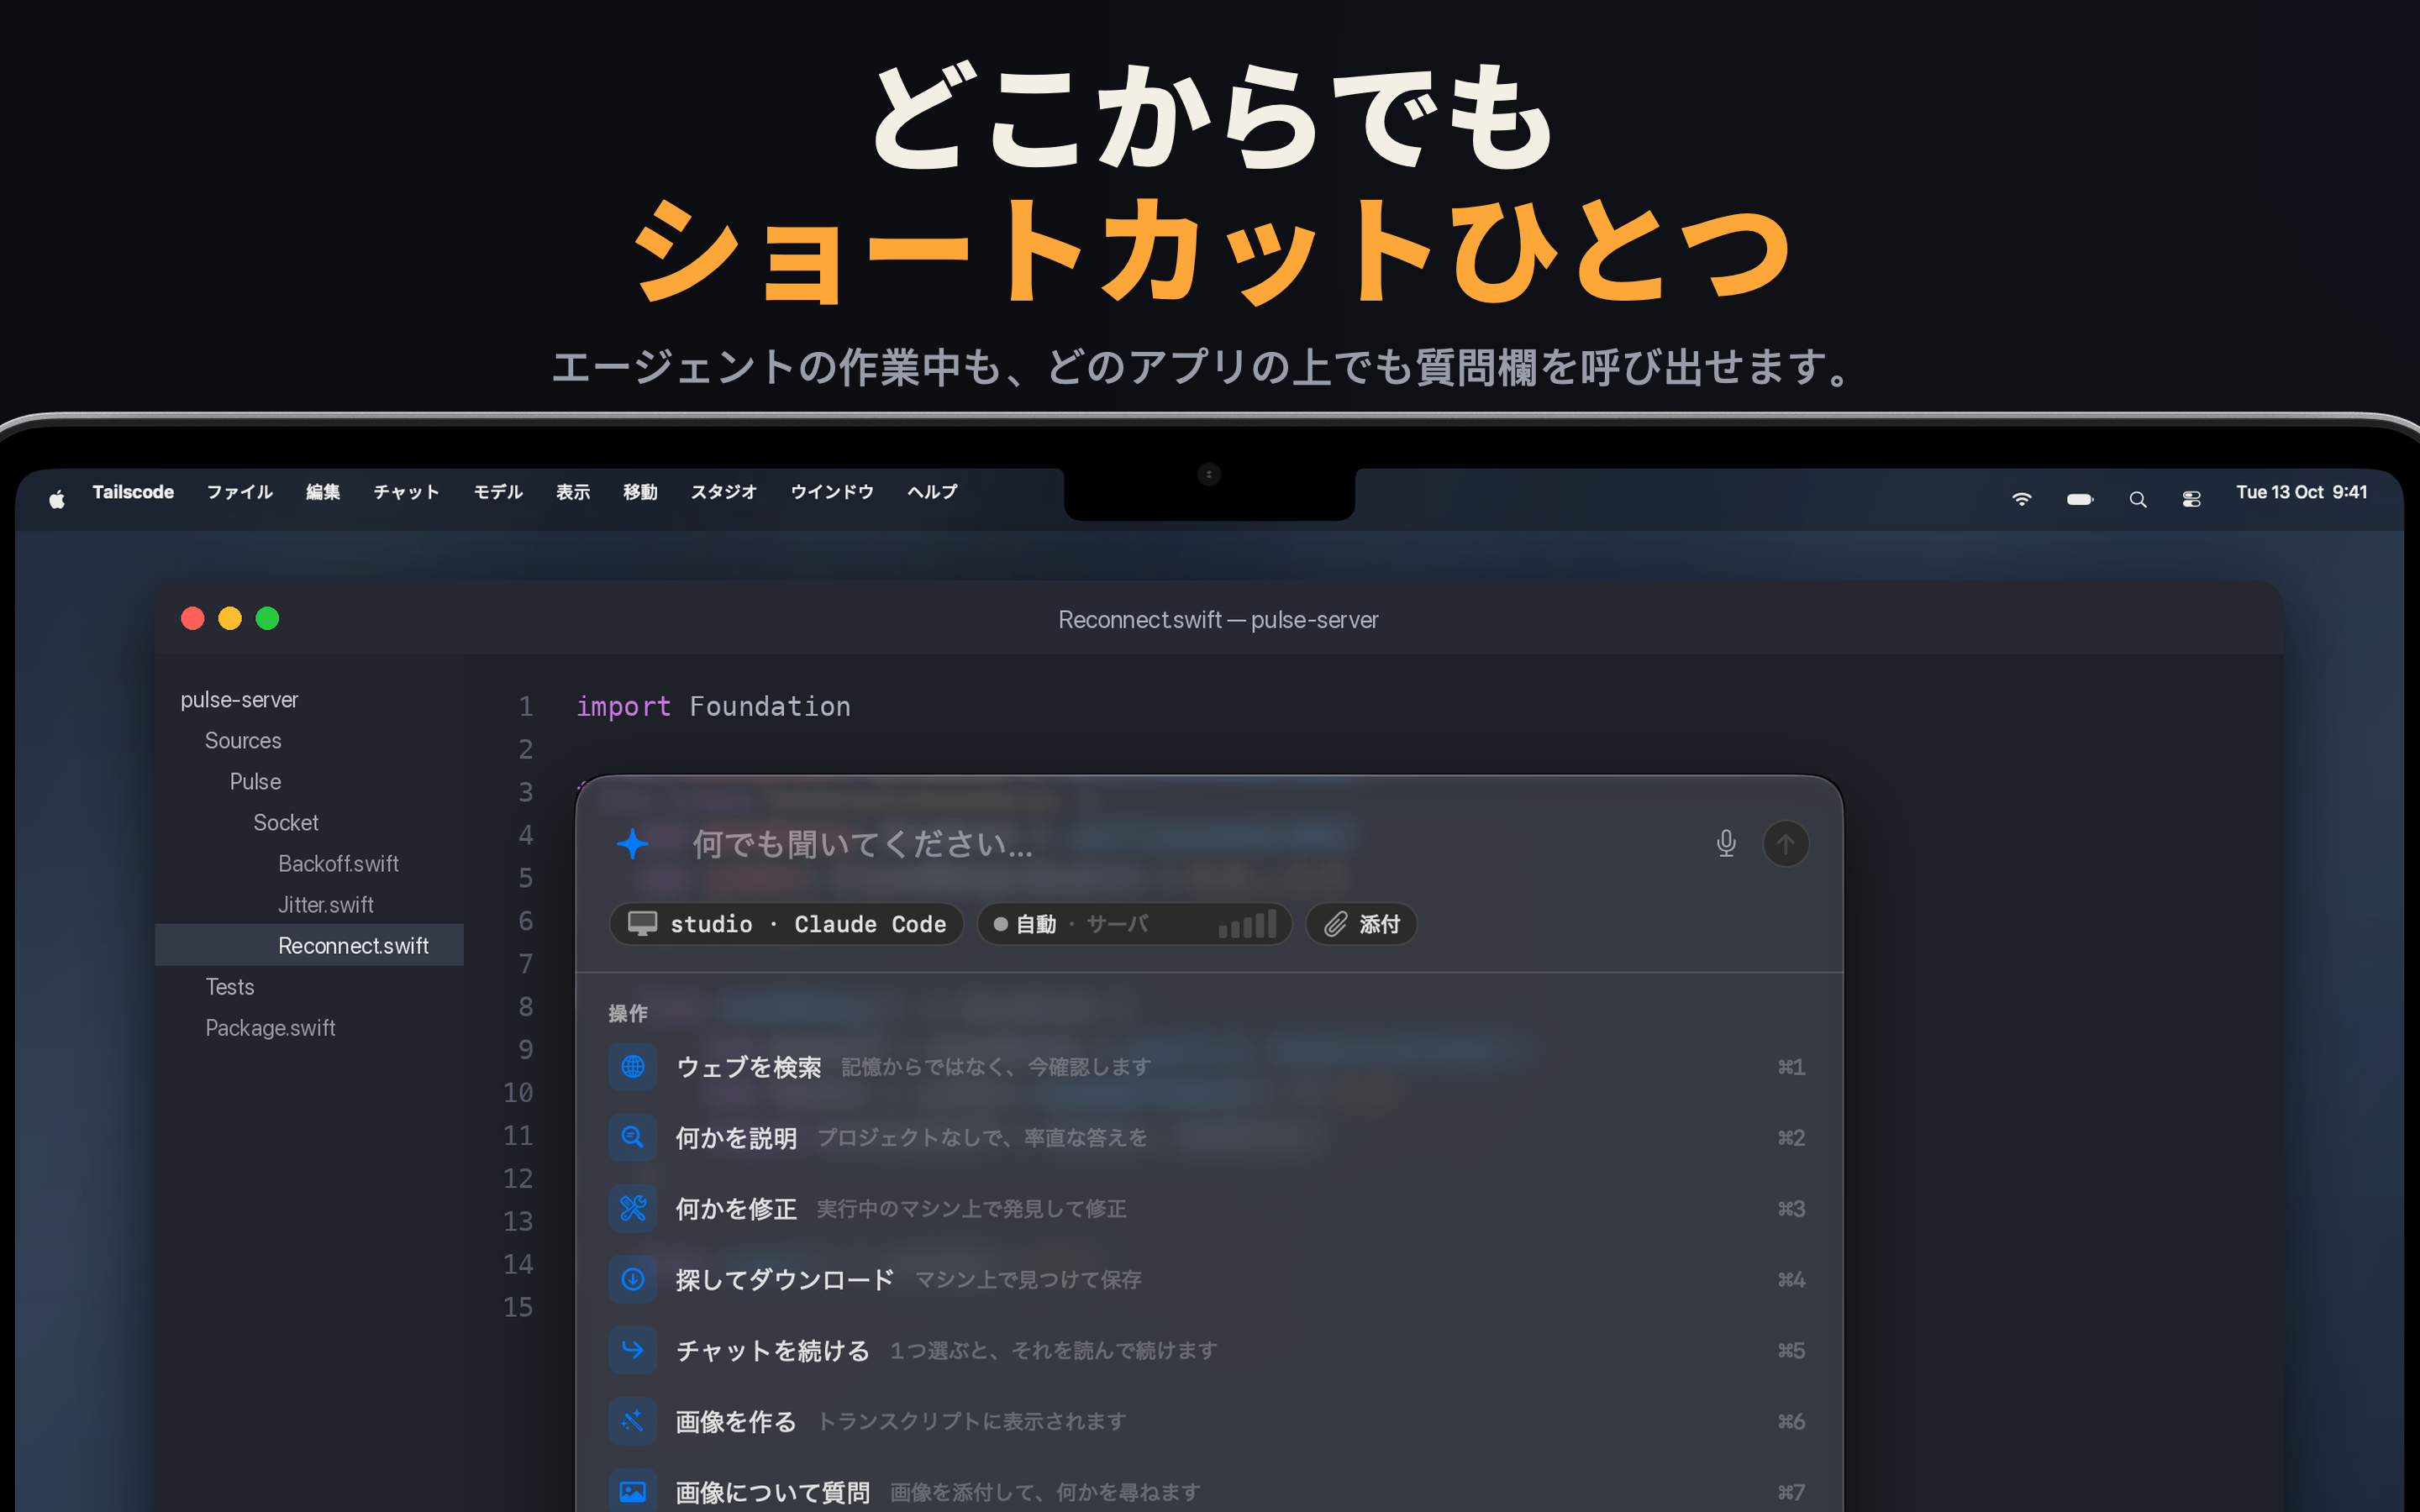 どこからでも
ショートカットひとつ
エージェントの作業中も、どのアプリの上でも質問欄を呼び出せます。
Tailscode ファイル 編集 チャット モデル 表示 移動 スタジオ ウインドウ ヘルプ Tue 13 Oct 9:41
Reconnect.swift — pulse-server
pulse-server
Sources
Pulse
Socket
Backoff.swift
Jitter.swift
Reconnect.swift
Tests
Package.swift
1 import Foundation
2
3
4
5
6
7
8
9
10
11
12
13
14
15
何でも聞いてください...
studio · Claude Code 自動 · サーバ 添付
操作
ウェブを検索 記憶からではなく、今確認します ⌘1
何かを説明 プロジェクトなしで、率直な答えを ⌘2
何かを修正 実行中のマシン上で発見して修正 ⌘3
探してダウンロード マシン上で見つけて保存 ⌘4
チャットを続ける 1つ選ぶと、それを読んで続けます ⌘5
画像を作る トランスクリプトに表示されます ⌘6
画像について質問 画像を添付して、何かを尋ねます ⌘7